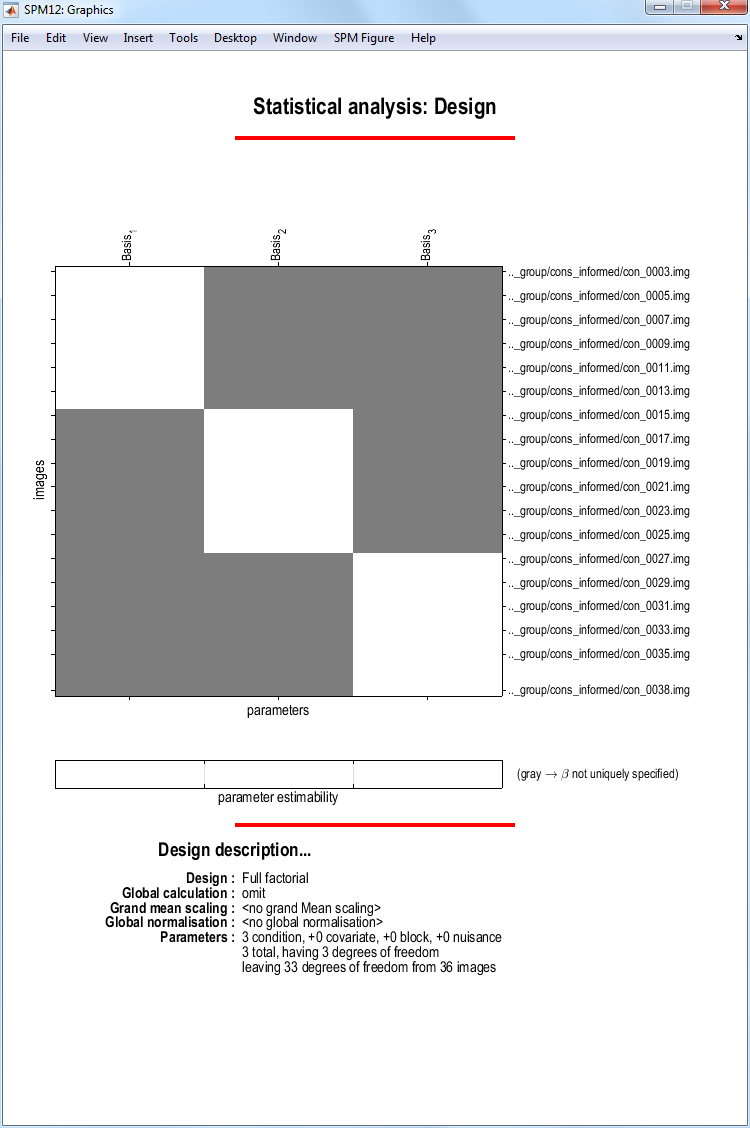 SPM12: Graphics
File Edit View Insert Tools Desktop Window SPM Figure Help
Statistical analysis: Design
Basis1 Basis2 Basis3
.._group/cons_informed/con_0003.img
.._group/cons_informed/con_0005.img
.._group/cons_informed/con_0007.img
.._group/cons_informed/con_0009.img
.._group/cons_informed/con_0011.img
.._group/cons_informed/con_0013.img
.._group/cons_informed/con_0015.img
.._group/cons_informed/con_0017.img
.._group/cons_informed/con_0019.img
.._group/cons_informed/con_0021.img
.._group/cons_informed/con_0023.img
.._group/cons_informed/con_0025.img
.._group/cons_informed/con_0027.img
.._group/cons_informed/con_0029.img
.._group/cons_informed/con_0031.img
.._group/cons_informed/con_0033.img
.._group/cons_informed/con_0035.img
.._group/cons_informed/con_0038.img
images
parameters
(gray → β not uniquely specified)
parameter estimability
Design description...
Design : Full factorial
Global calculation : omit
Grand mean scaling : <no grand Mean scaling>
Global normalisation : <no global normalisation>
Parameters : 3 condition, +0 covariate, +0 block, +0 nuisance
3 total, having 3 degrees of freedom
leaving 33 degrees of freedom from 36 images